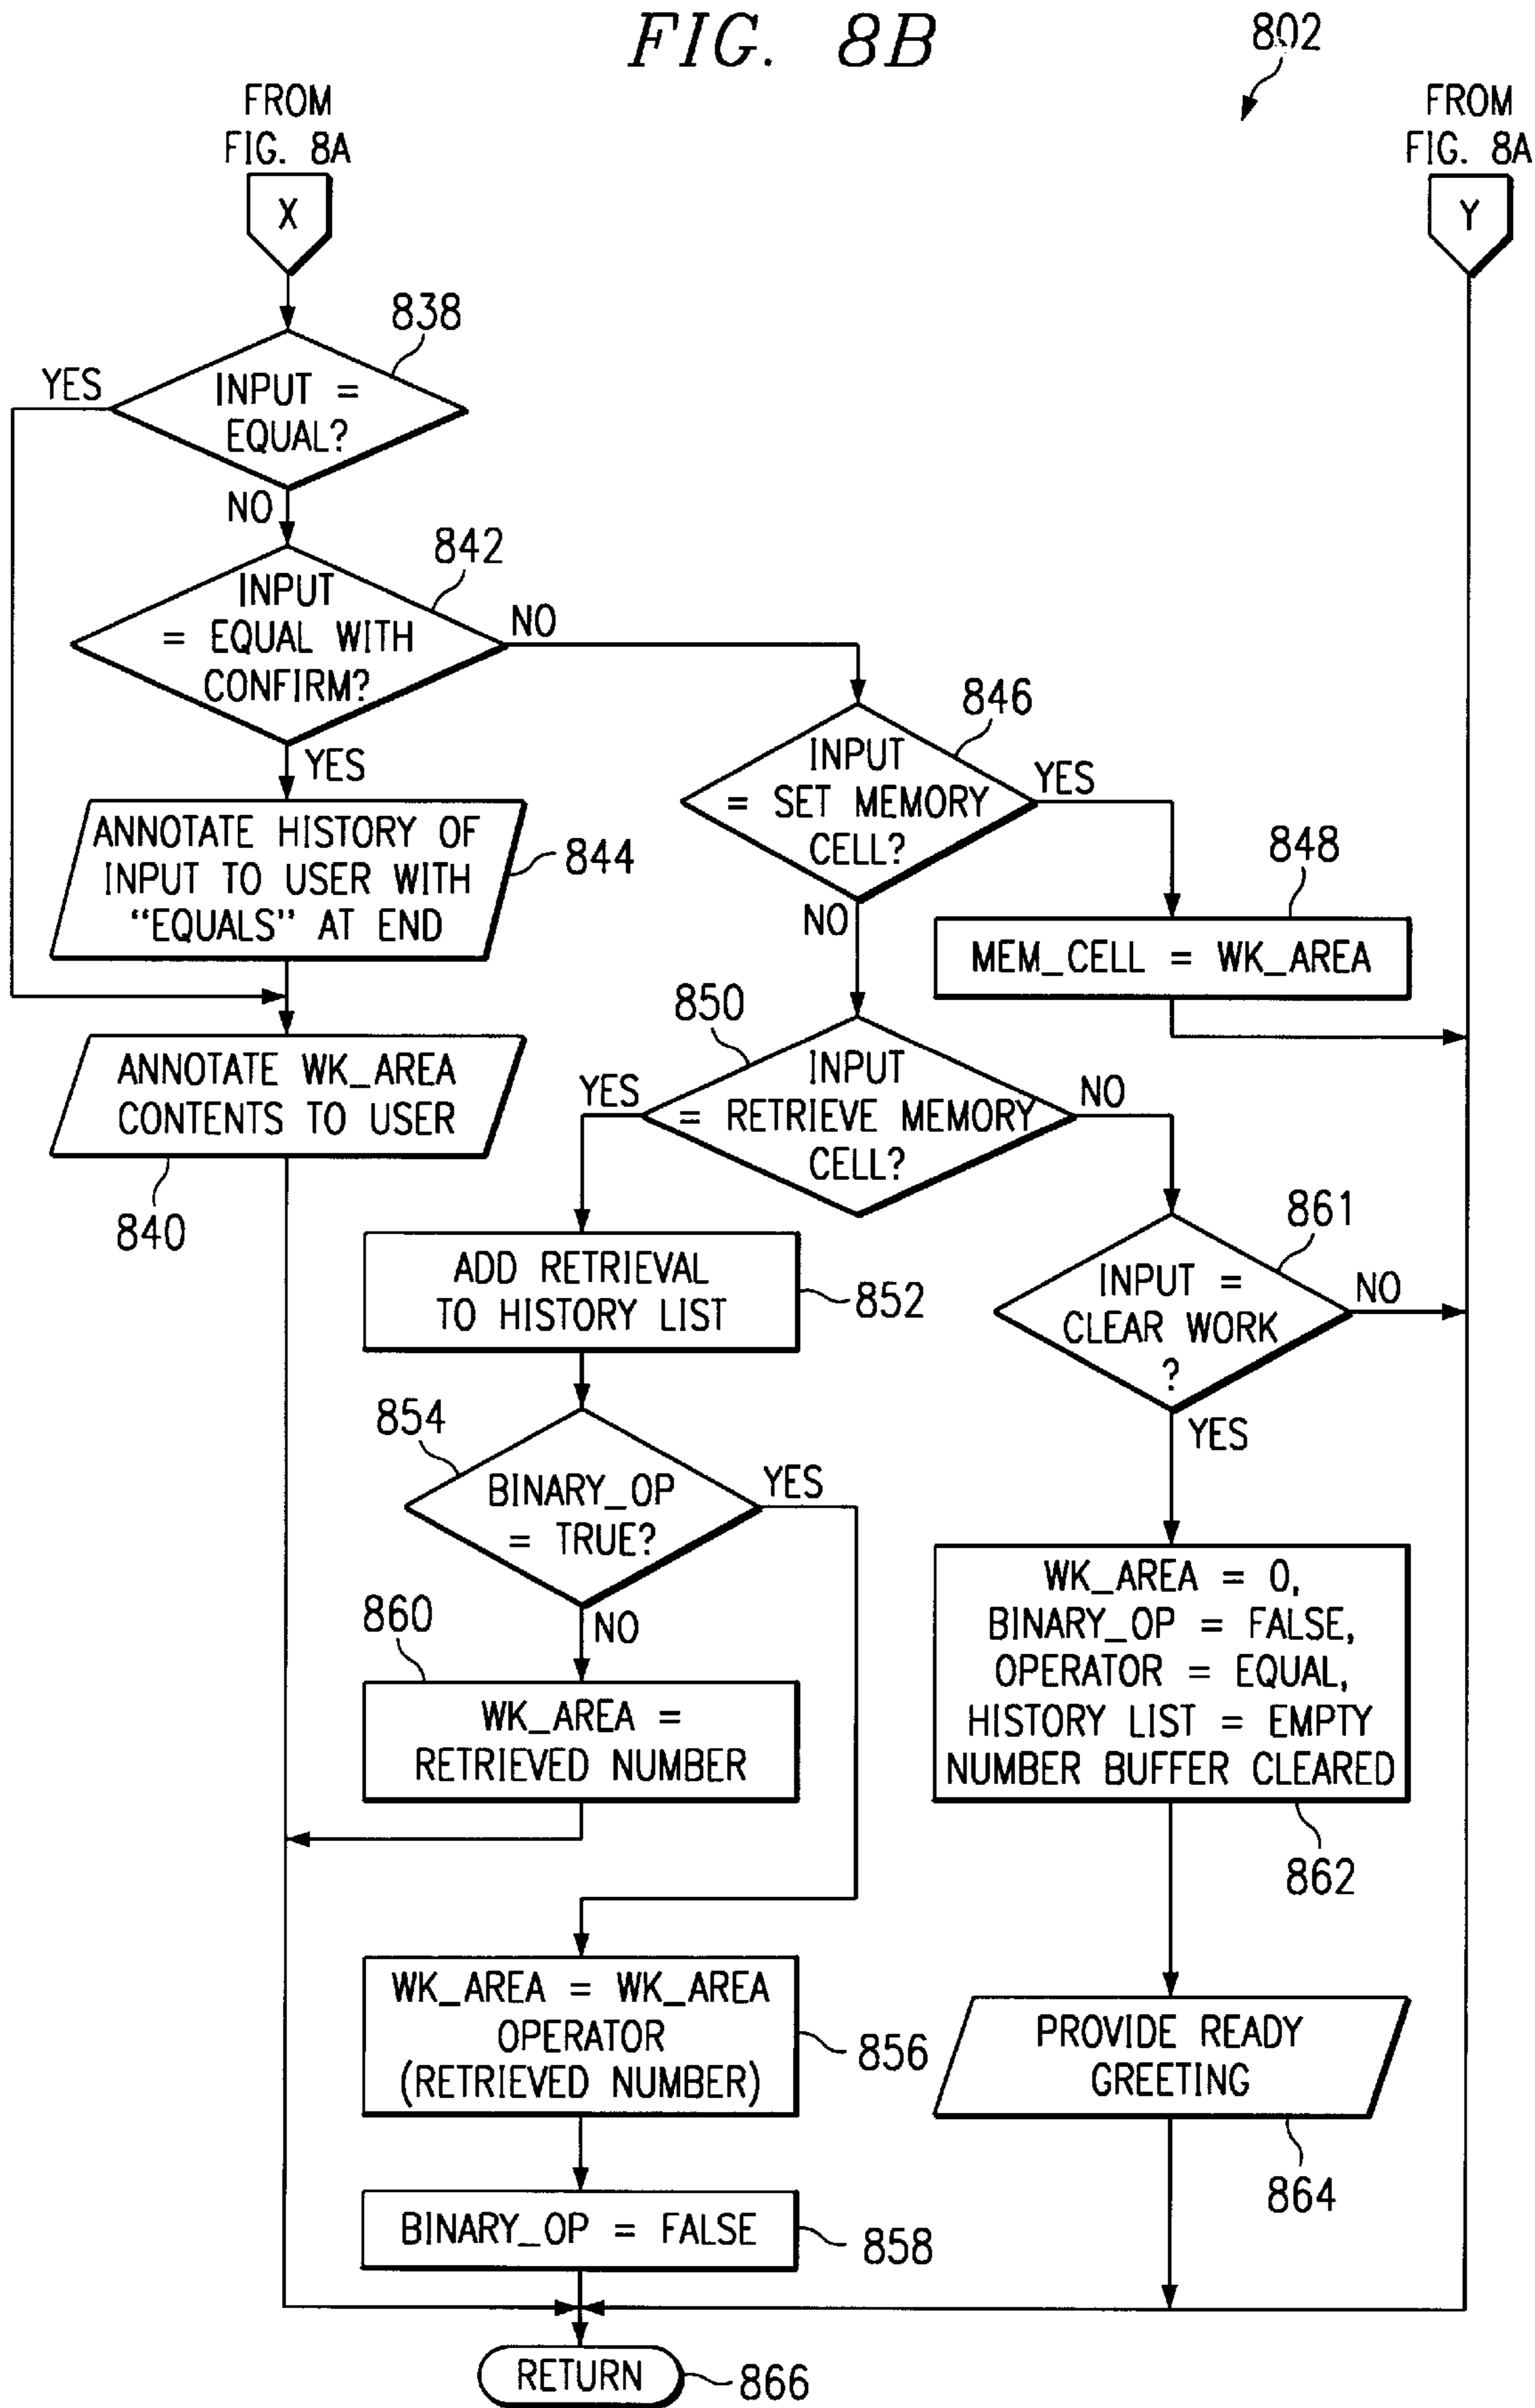 FIG. 8B
802
FROM
FIG. 8A
X
FROM
FIG. 8A
Y
838
YES
INPUT =
EQUAL?
NO
842
INPUT
= EQUAL WITH
CONFIRM?
NO
YES
846
INPUT
= SET MEMORY
CELL?
YES
NO
ANNOTATE HISTORY OF
INPUT TO USER WITH
“EQUALS” AT END
844
848
MEM_CELL = WK_AREA
850
INPUT
= RETRIEVE MEMORY
CELL?
YES
NO
ANNOTATE WK_AREA
CONTENTS TO USER
840
861
INPUT =
CLEAR WORK
?
NO
YES
ADD RETRIEVAL
TO HISTORY LIST
852
854
BINARY_OP
= TRUE?
YES
NO
860
WK_AREA =
RETRIEVED NUMBER
WK_AREA = 0,
BINARY_OP = FALSE,
OPERATOR = EQUAL,
HISTORY LIST = EMPTY
NUMBER BUFFER CLEARED
862
WK_AREA = WK_AREA
OPERATOR
(RETRIEVED NUMBER)
856
PROVIDE READY
GREETING
864
BINARY_OP = FALSE
858
RETURN
866